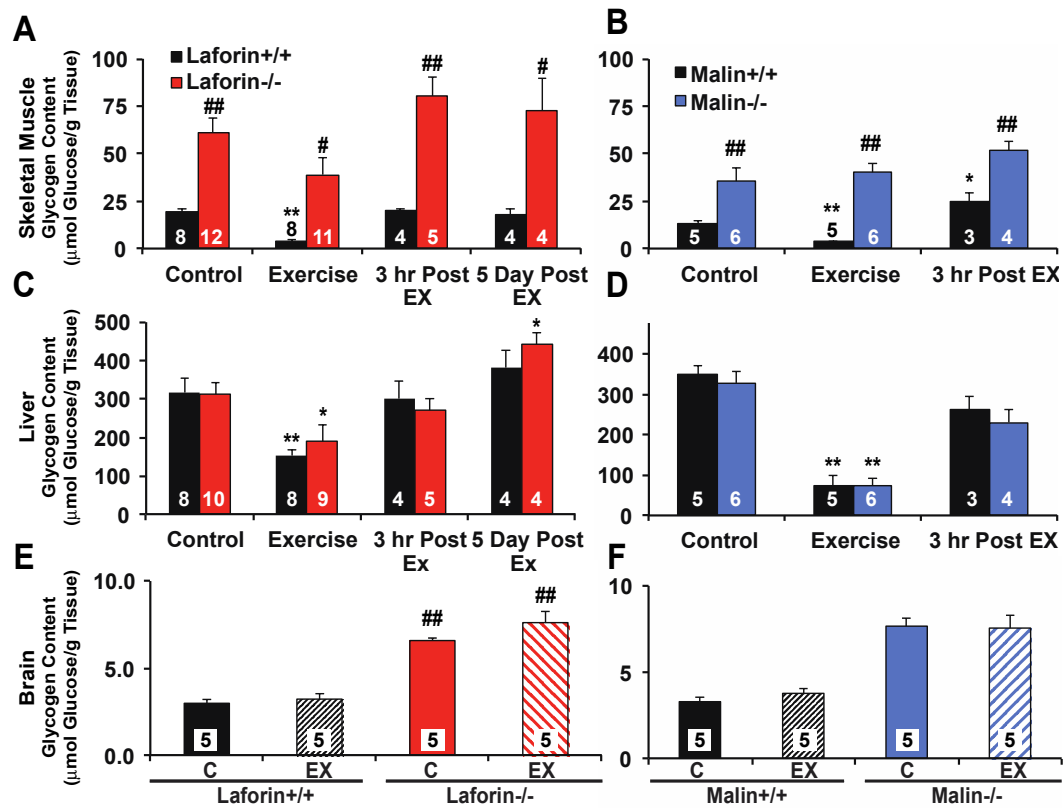 A
Skeletal Muscle
Glycogen Content
(µmol Glucose/g Tissue)
100
75
50
25
0
Laforin+/+
Laforin-/-
##
**
#
##
#
8
12
8
11
4
5
4
4
Control
Exercise
3 hr Post EX
5 Day Post EX
B
100
75
50
25
0
Malin+/+
Malin-/-
##
**
##
*
##
5
6
5
6
3
4
Control
Exercise
3 hr Post EX
C
Liver
Glycogen Content
(µmol Glucose/g Tissue)
500
400
300
200
100
0
**
*
*
8
10
8
9
4
5
4
4
Control
Exercise
3 hr Post Ex
5 Day Post Ex
D
400
300
200
100
0
**
**
5
6
5
6
3
4
Control
Exercise
3 hr Post EX
E
Brain
Glycogen Content
(µmol Glucose/g Tissue)
10.0
5.0
0.0
##
##
5
5
5
5
C
EX
C
EX
Laforin+/+
Laforin-/-
F
10
5
0
5
5
5
5
C
EX
C
EX
Malin+/+
Malin-/-